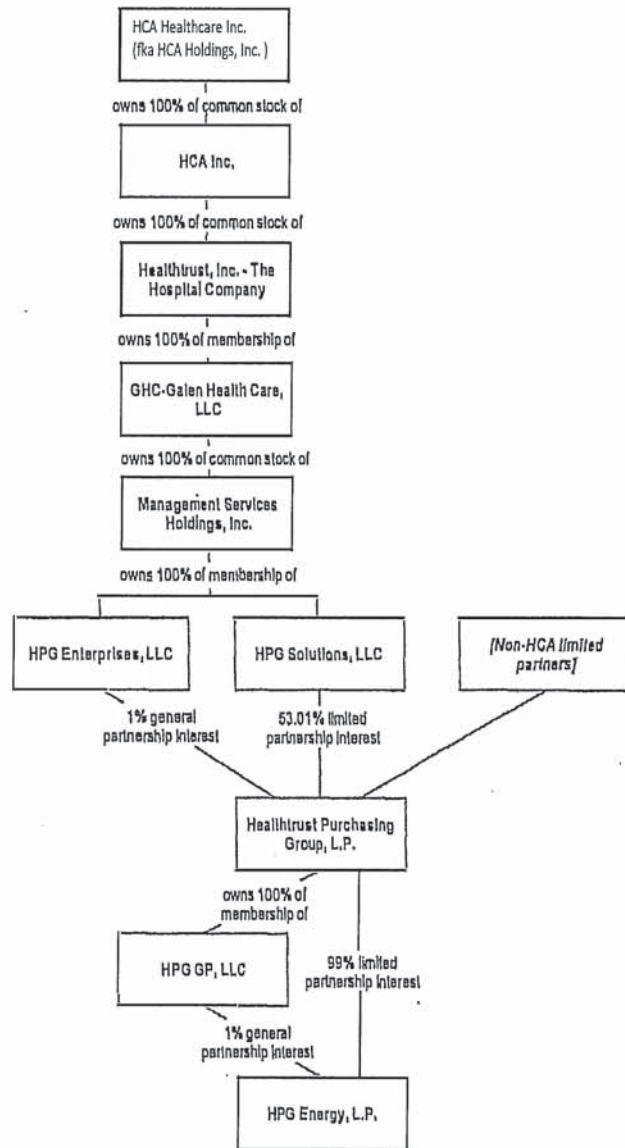 HCA Healthcare Inc.
(fka HCA Holdings, Inc. )
owns 100% of common stock of
HCA Inc.
owns 100% of common stock of
Healthtrust, Inc. - The
Hospital Company
owns 100% of membership of
GHC-Galen Health Care,
LLC
owns 100% of common stock of
Management Services
Holdings, Inc.
owns 100% of membership of
HPG Enterprises, LLC
HPG Solutions, LLC
[Non-HCA limited
partners]
1% general
partnership interest
53.01% limited
partnership interest
Healthtrust Purchasing
Group, L.P.
owns 100% of
membership of
HPG GP, LLC
99% limited
partnership interest
1% general
partnership interest
HPG Energy, L.P.